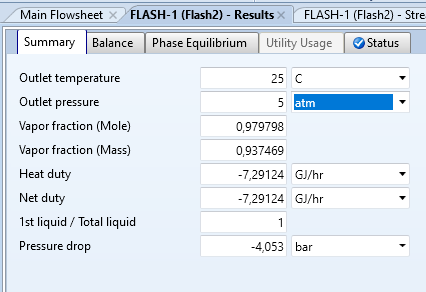 Main Flowsheet × FLASH-1 (Flash2) - Results × FLASH-1 (Flash2) - Stre
Summary Balance Phase Equilibrium Utility Usage Status
Outlet temperature 25 C
Outlet pressure 5 atm
Vapor fraction (Mole) 0,979798
Vapor fraction (Mass) 0,937469
Heat duty -7,29124 GJ/hr
Net duty -7,29124 GJ/hr
1st liquid / Total liquid 1
Pressure drop -4,053 bar